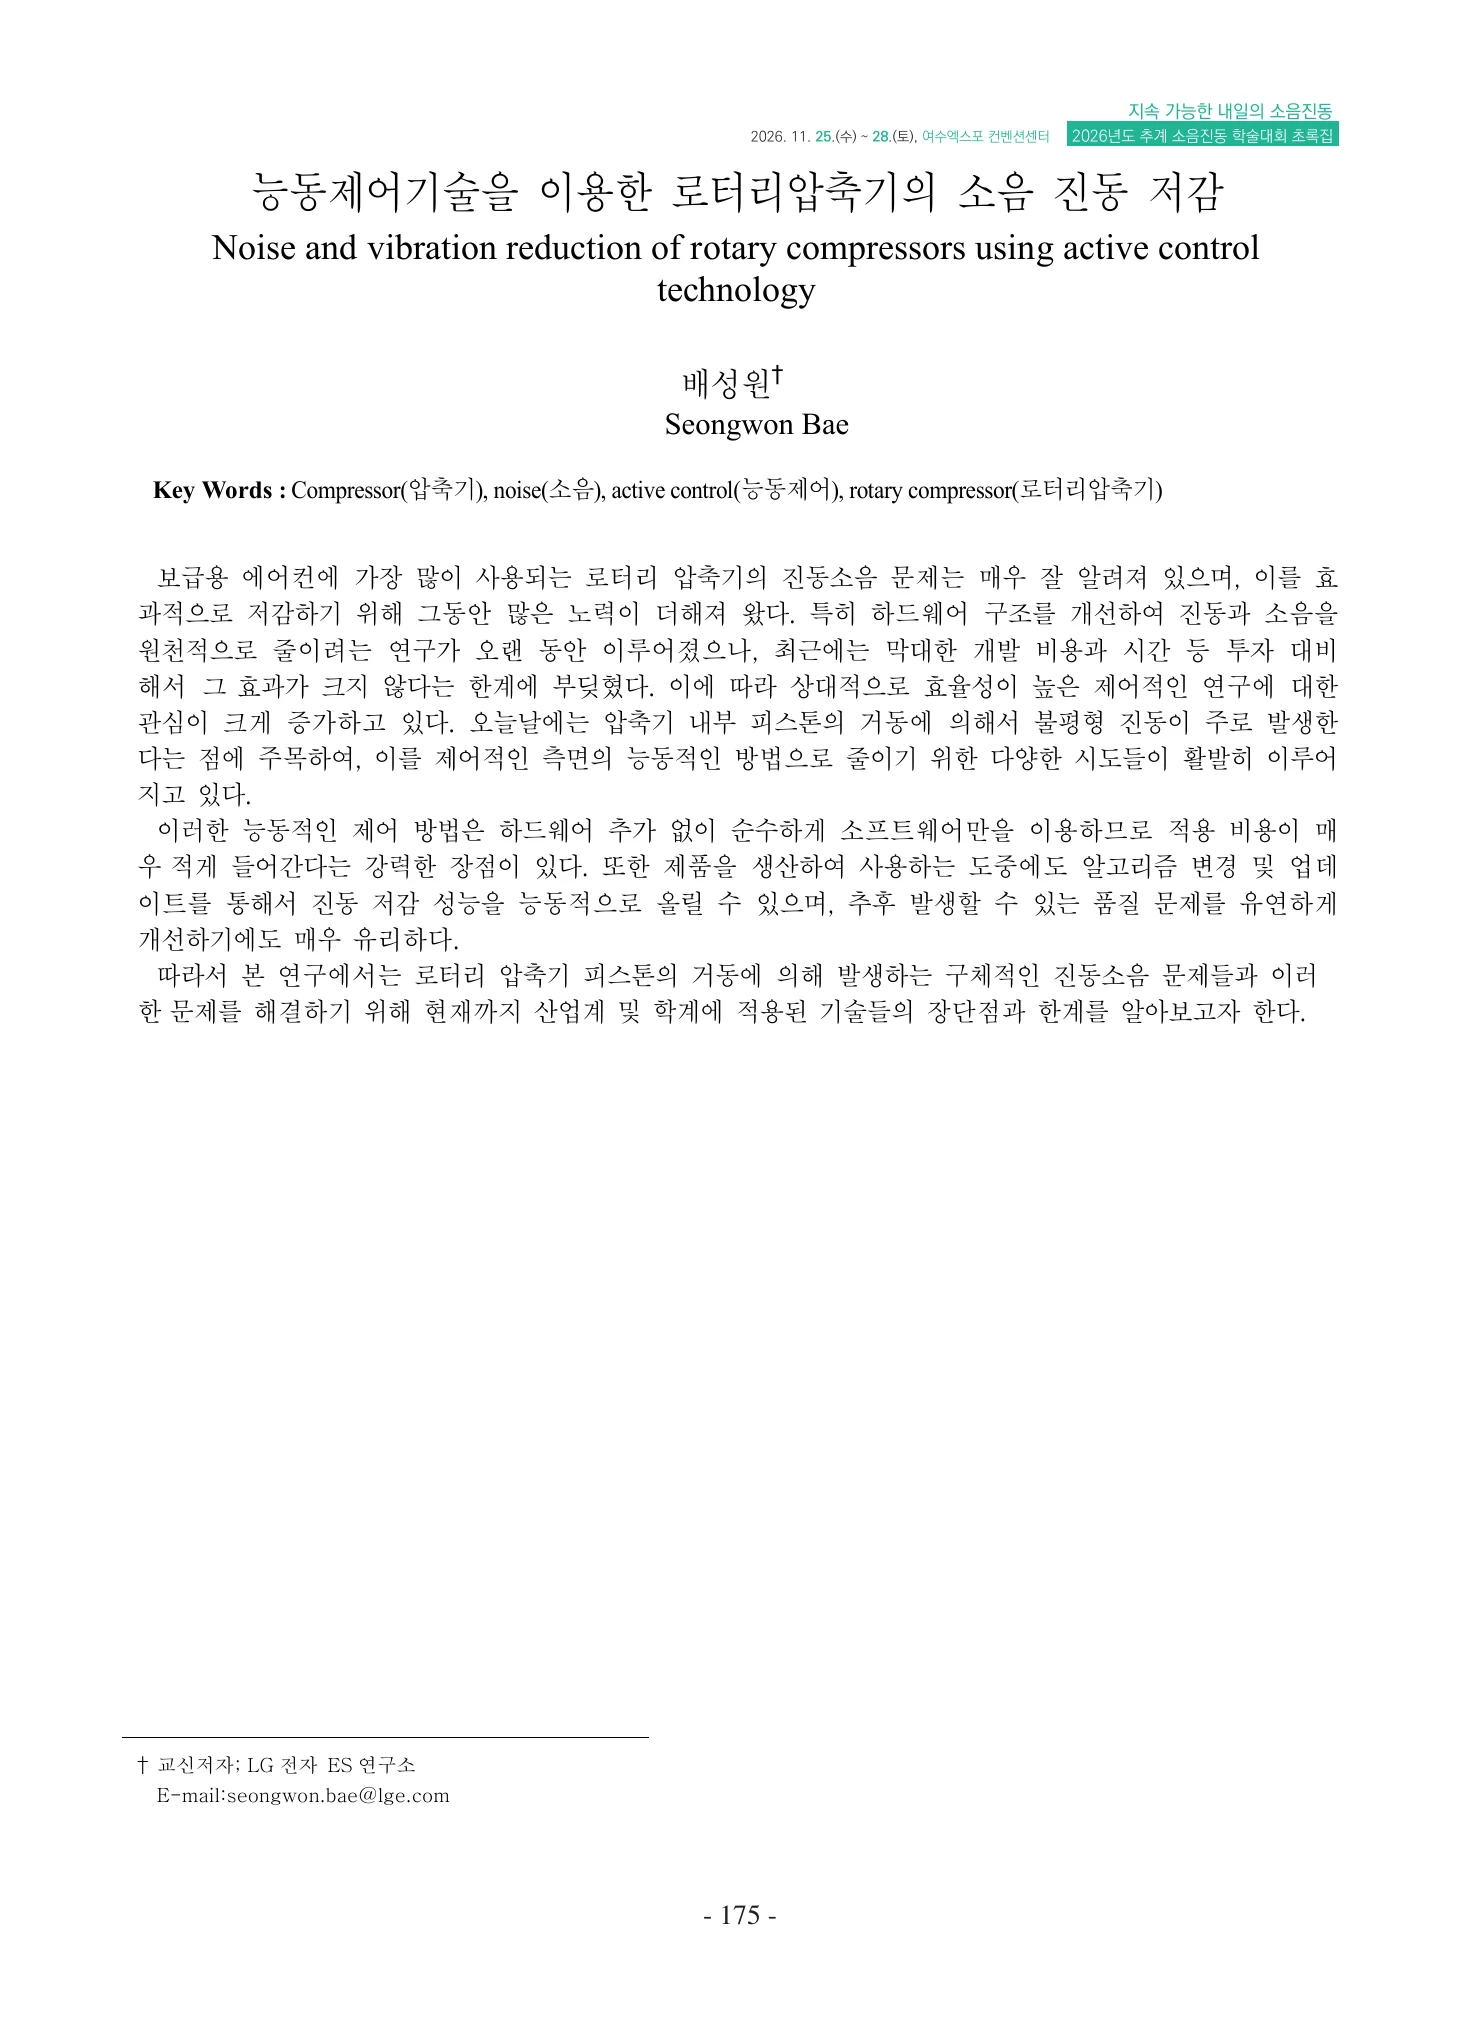 지속 가능한 내일의 소음진동
2026. 11. 25.(수) ~ 28.(토), 여수엑스포 컨벤션센터 2026년도 추계 소음진동 학술대회 초록집
능동제어기술을 이용한 로터리압축기의 소음 진동 저감
Noise and vibration reduction of rotary compressors using active control
technology
배성원†
Seongwon Bae
Key Words : Compressor(압축기), noise(소음), active control(능동제어), rotary compressor(로터리압축기)
보급용 에어컨에 가장 많이 사용되는 로터리 압축기의 진동소음 문제는 매우 잘 알려져 있으며, 이를 효
과적으로 저감하기 위해 그동안 많은 노력이 더해져 왔다. 특히 하드웨어 구조를 개선하여 진동과 소음을
원천적으로 줄이려는 연구가 오랜 동안 이루어졌으나, 최근에는 막대한 개발 비용과 시간 등 투자 대비
해서 그 효과가 크지 않다는 한계에 부딪혔다. 이에 따라 상대적으로 효율성이 높은 제어적인 연구에 대한
관심이 크게 증가하고 있다. 오늘날에는 압축기 내부 피스톤의 거동에 의해서 불평형 진동이 주로 발생한
다는 점에 주목하여, 이를 제어적인 측면의 능동적인 방법으로 줄이기 위한 다양한 시도들이 활발히 이루어
지고 있다.
이러한 능동적인 제어 방법은 하드웨어 추가 없이 순수하게 소프트웨어만을 이용하므로 적용 비용이 매
우 적게 들어간다는 강력한 장점이 있다. 또한 제품을 생산하여 사용하는 도중에도 알고리즘 변경 및 업데
이트를 통해서 진동 저감 성능을 능동적으로 올릴 수 있으며, 추후 발생할 수 있는 품질 문제를 유연하게
개선하기에도 매우 유리하다.
따라서 본 연구에서는 로터리 압축기 피스톤의 거동에 의해 발생하는 구체적인 진동소음 문제들과 이러
한 문제를 해결하기 위해 현재까지 산업계 및 학계에 적용된 기술들의 장단점과 한계를 알아보고자 한다.
† 교신저자; LG 전자 ES 연구소
E-mail:seongwon.bae@lge.com
- 175 -